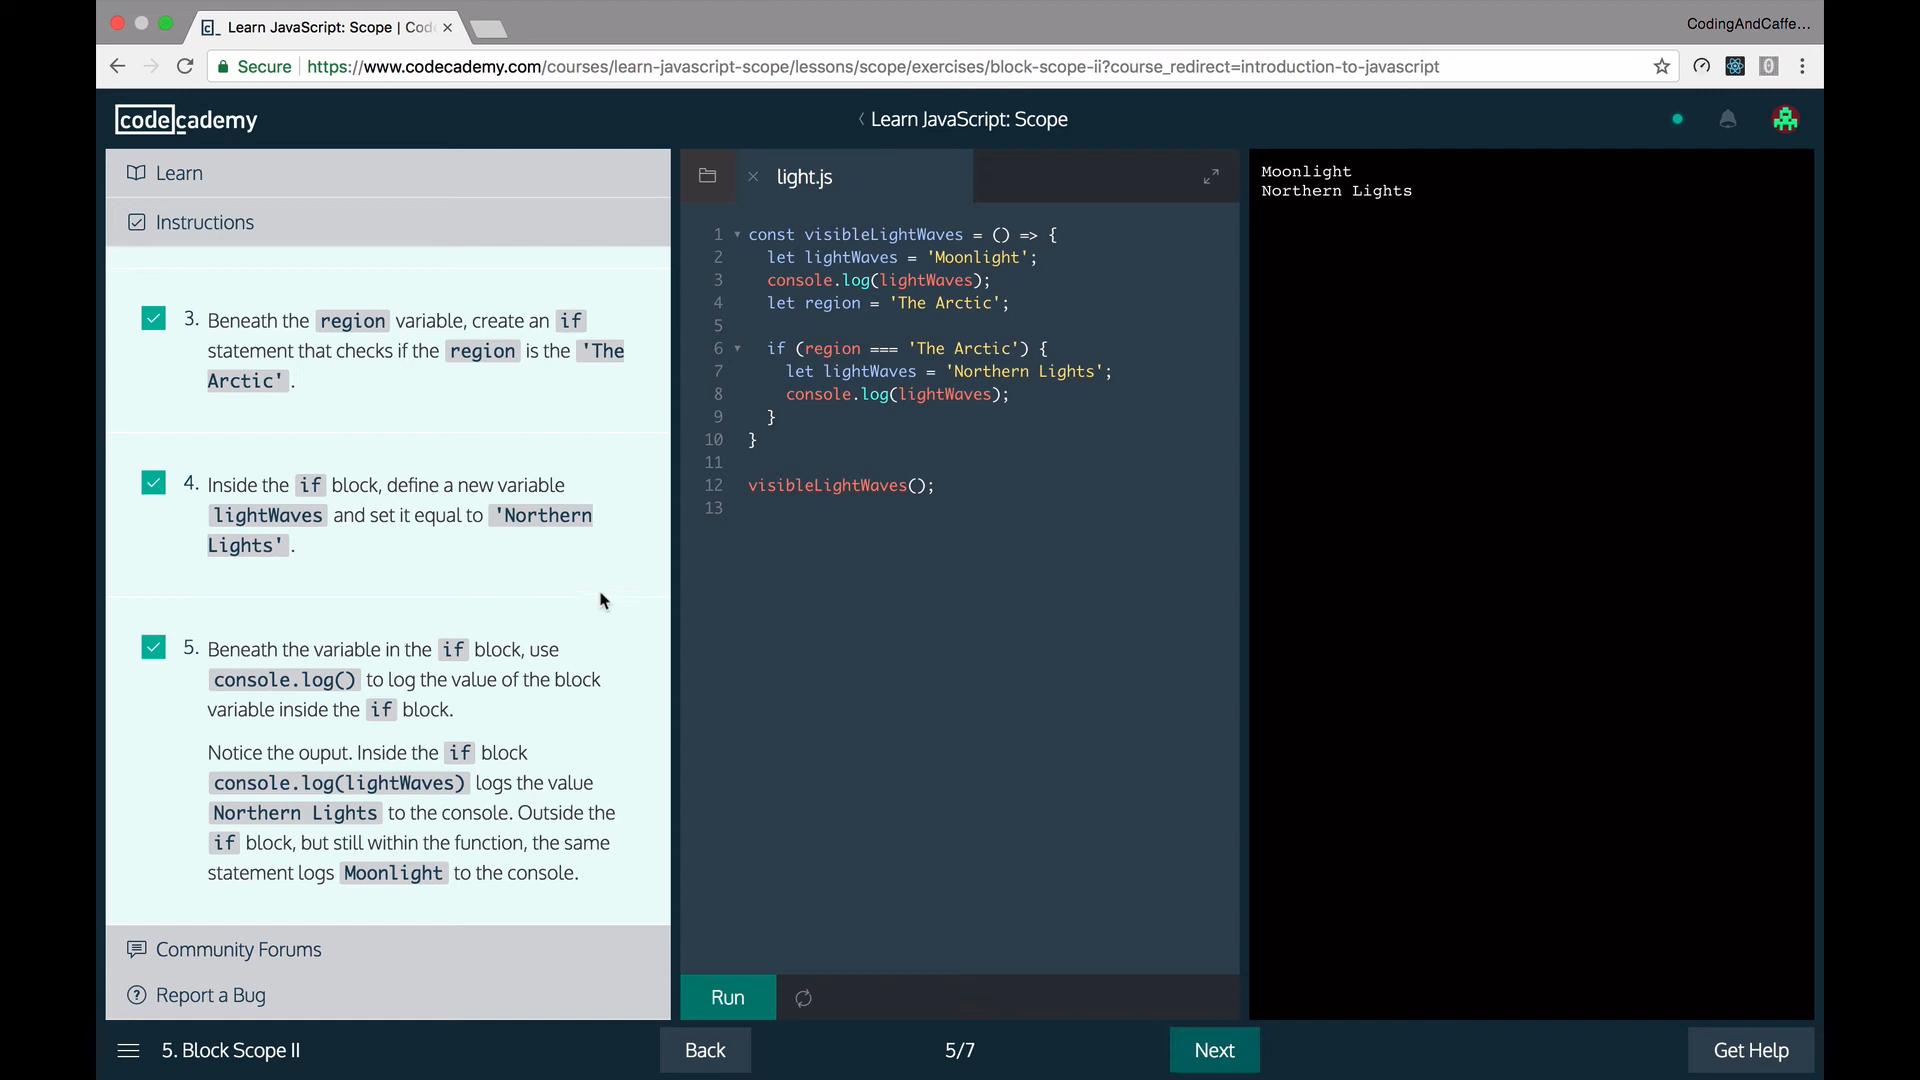 Learn JavaScript: Scope | Cod
CodingAndCaffe...
Secure
https://www.codecademy.com/courses/learn-javascript-scope/lessons/scope/exercises/block-scope-ii?course_redirect=introduction-to-javascript
codecademy
Learn JavaScript: Scope
Learn
Instructions
3. Beneath the region variable, create an if
statement that checks if the region is the 'The
Arctic'.
4. Inside the if block, define a new variable
lightWaves and set it equal to 'Northern
Lights'.
5. Beneath the variable in the if block, use
console.log() to log the value of the block
variable inside the if block.
Notice the ouput. Inside the if block
console.log(lightWaves) logs the value
Northern Lights to the console. Outside the
if block, but still within the function, the same
statement logs Moonlight to the console.
Community Forums
Report a Bug
light.js
1 const visibleLightWaves = () => {
2 let lightWaves = 'Moonlight';
3 console.log(lightWaves);
4 let region = 'The Arctic';
5
6 if (region === 'The Arctic') {
7 let lightWaves = 'Northern Lights';
8 console.log(lightWaves);
9 }
10 }
11
12 visibleLightWaves();
13
Run
Moonlight
Northern Lights
5. Block Scope II
Back
5/7
Next
Get Help